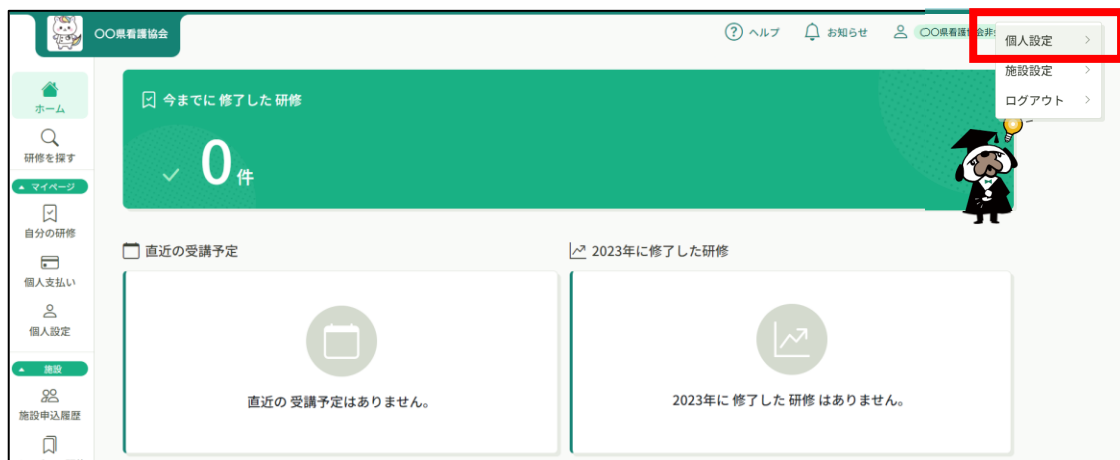 〇〇県看護協会
ヘルプ
お知らせ
〇〇県看護
個人設定
施設設定
ログアウト
ホーム
研修を探す
マイページ
自分の研修
個人支払い
個人設定
施設
施設申込履歴
今までに 修了した 研修
0 件
直近の受講予定
直近の 受講予定はありません。
2023年に修了した研修
2023年に 修了した 研修 はありません。